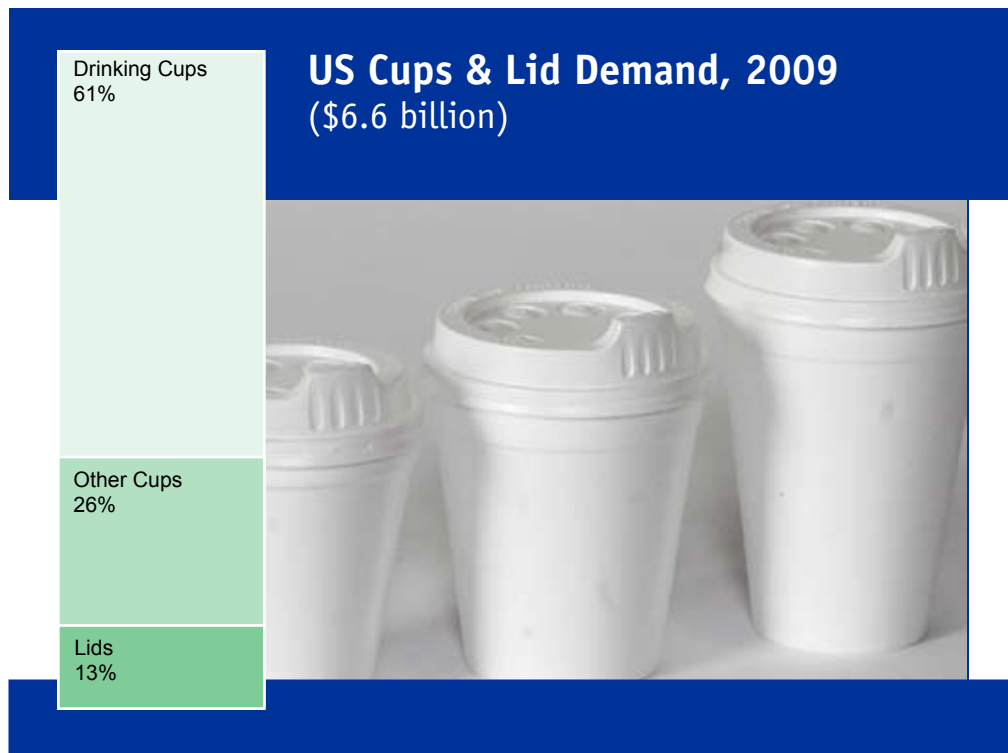 US Cups & Lid Demand, 2009
($6.6 billion)
Drinking Cups
61%
Other Cups
26%
Lids
13%